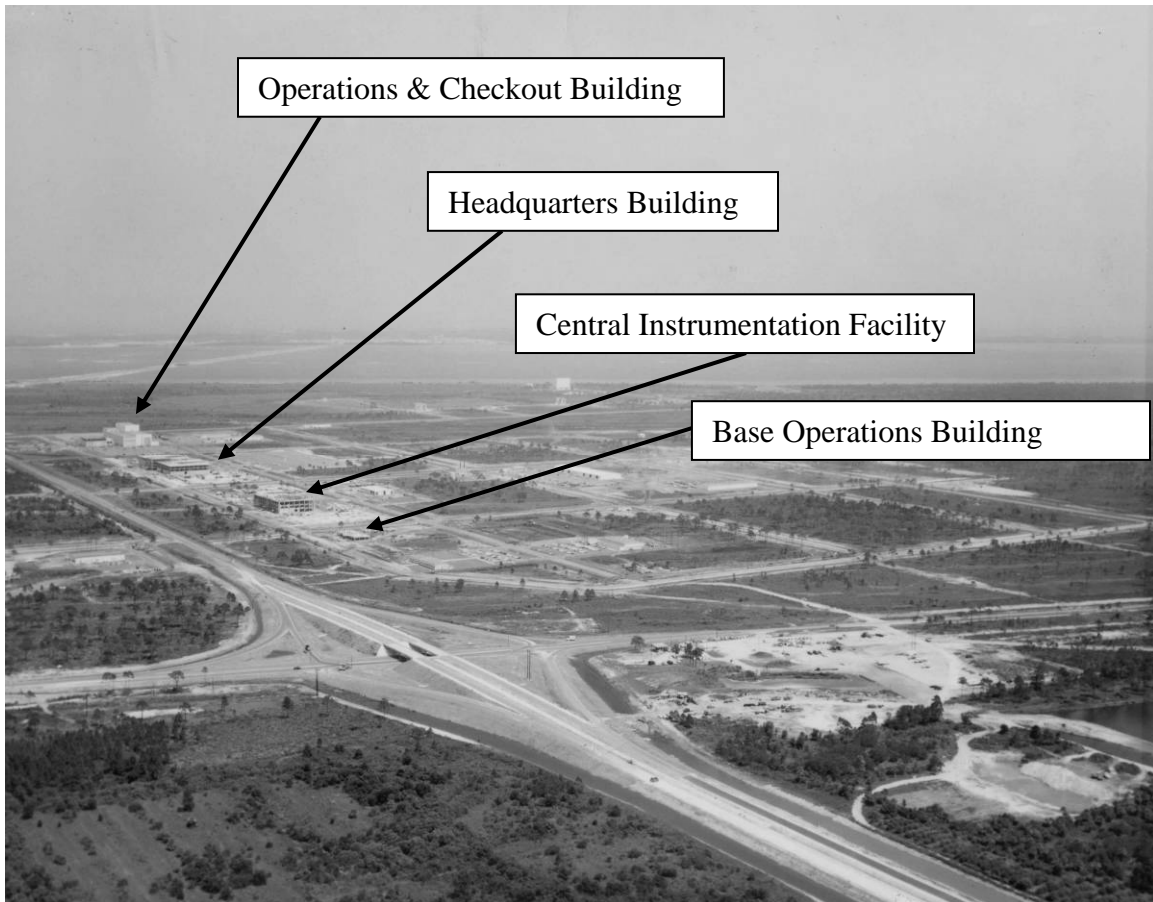 Operations & Checkout Building
Headquarters Building
Central Instrumentation Facility
Base Operations Building